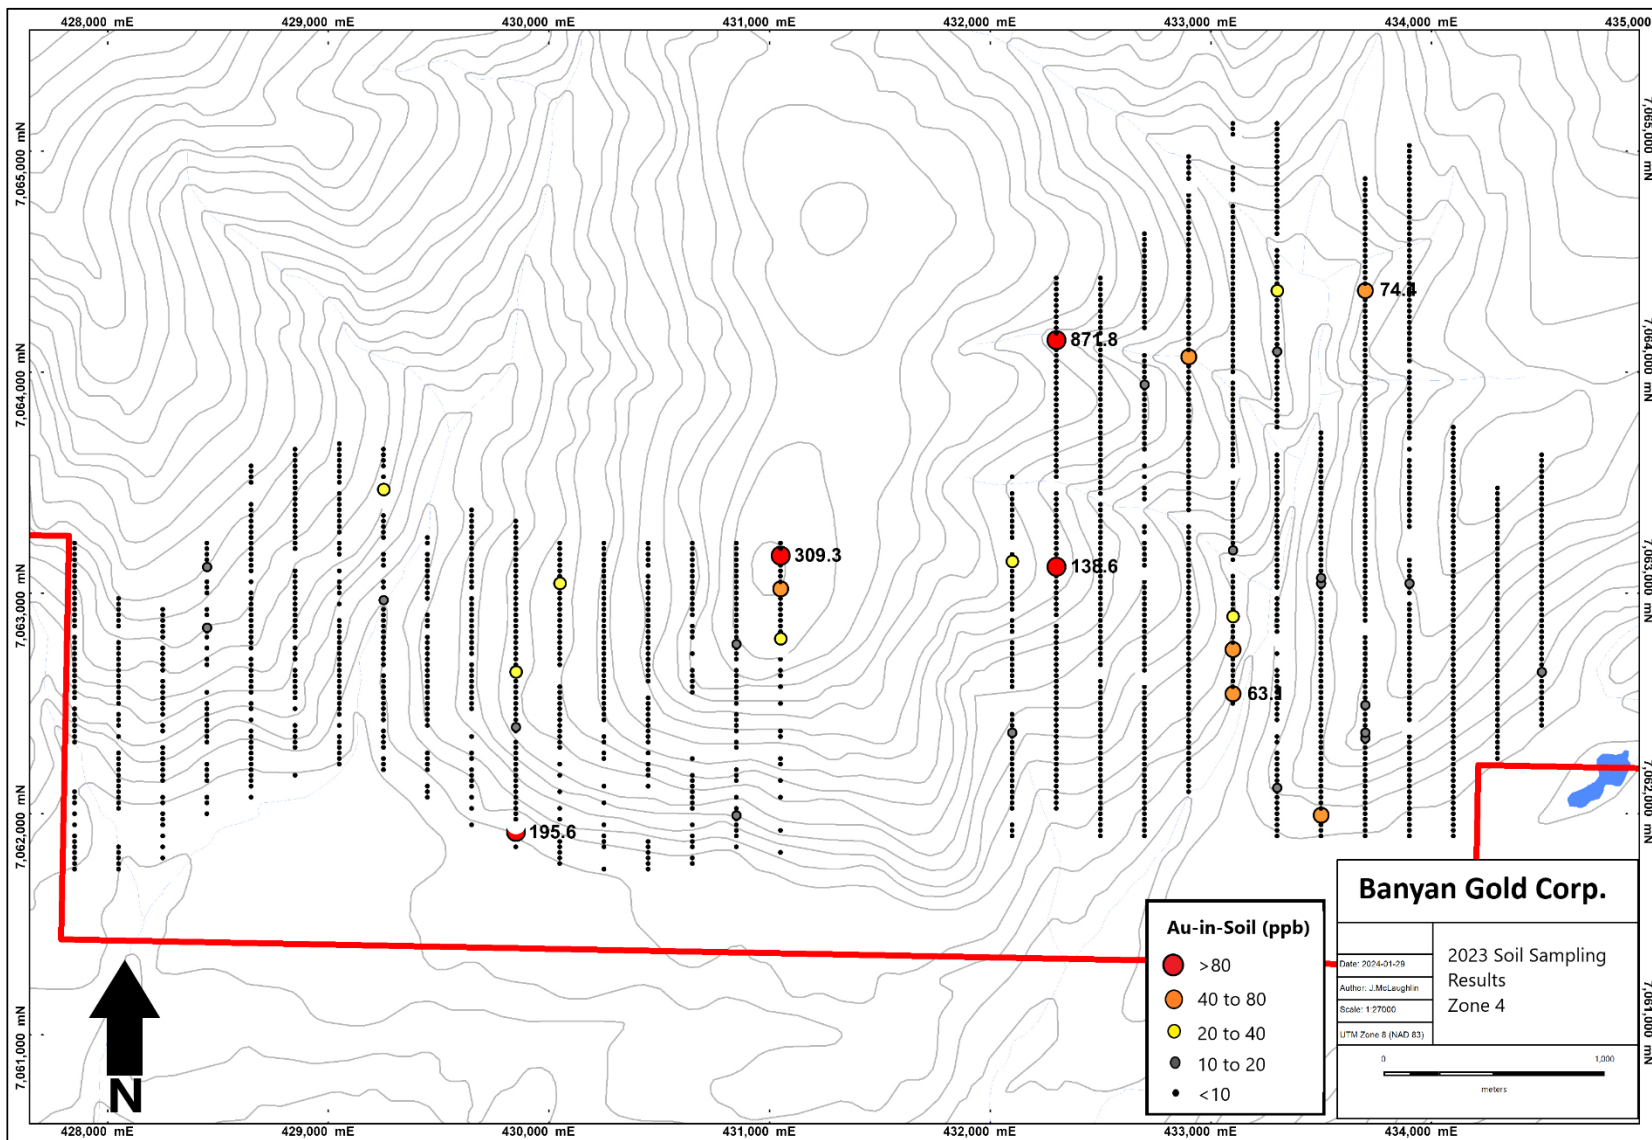 428,000 mE 429,000 mE 430,000 mE 431,000 mE 432,000 mE 433,000 mE 434,000 mE 435,000
7,065,000 mN
7,065,000 mN
74.4
871.8
7,064,000 mN
7,064,000 mN
309.3
138.6
7,063,000 mN
7,063,000 mN
63.1
195.6
7,062,000 mN
7,062,000 mN
Au-in-Soil (ppb)
>80
40 to 80
20 to 40
10 to 20
<10
Banyan Gold Corp.
Date: 2024-01-29
Author: J.McLaughlin
Scale: 1:27000
UTM Zone 8 (NAD 83)
2023 Soil Sampling
Results
Zone 4
0 1,000
meters
7,061,000 mN
7,061,000 mN
N
428,000 mE 429,000 mE 430,000 mE 431,000 mE 432,000 mE 433,000 mE 434,000 mE